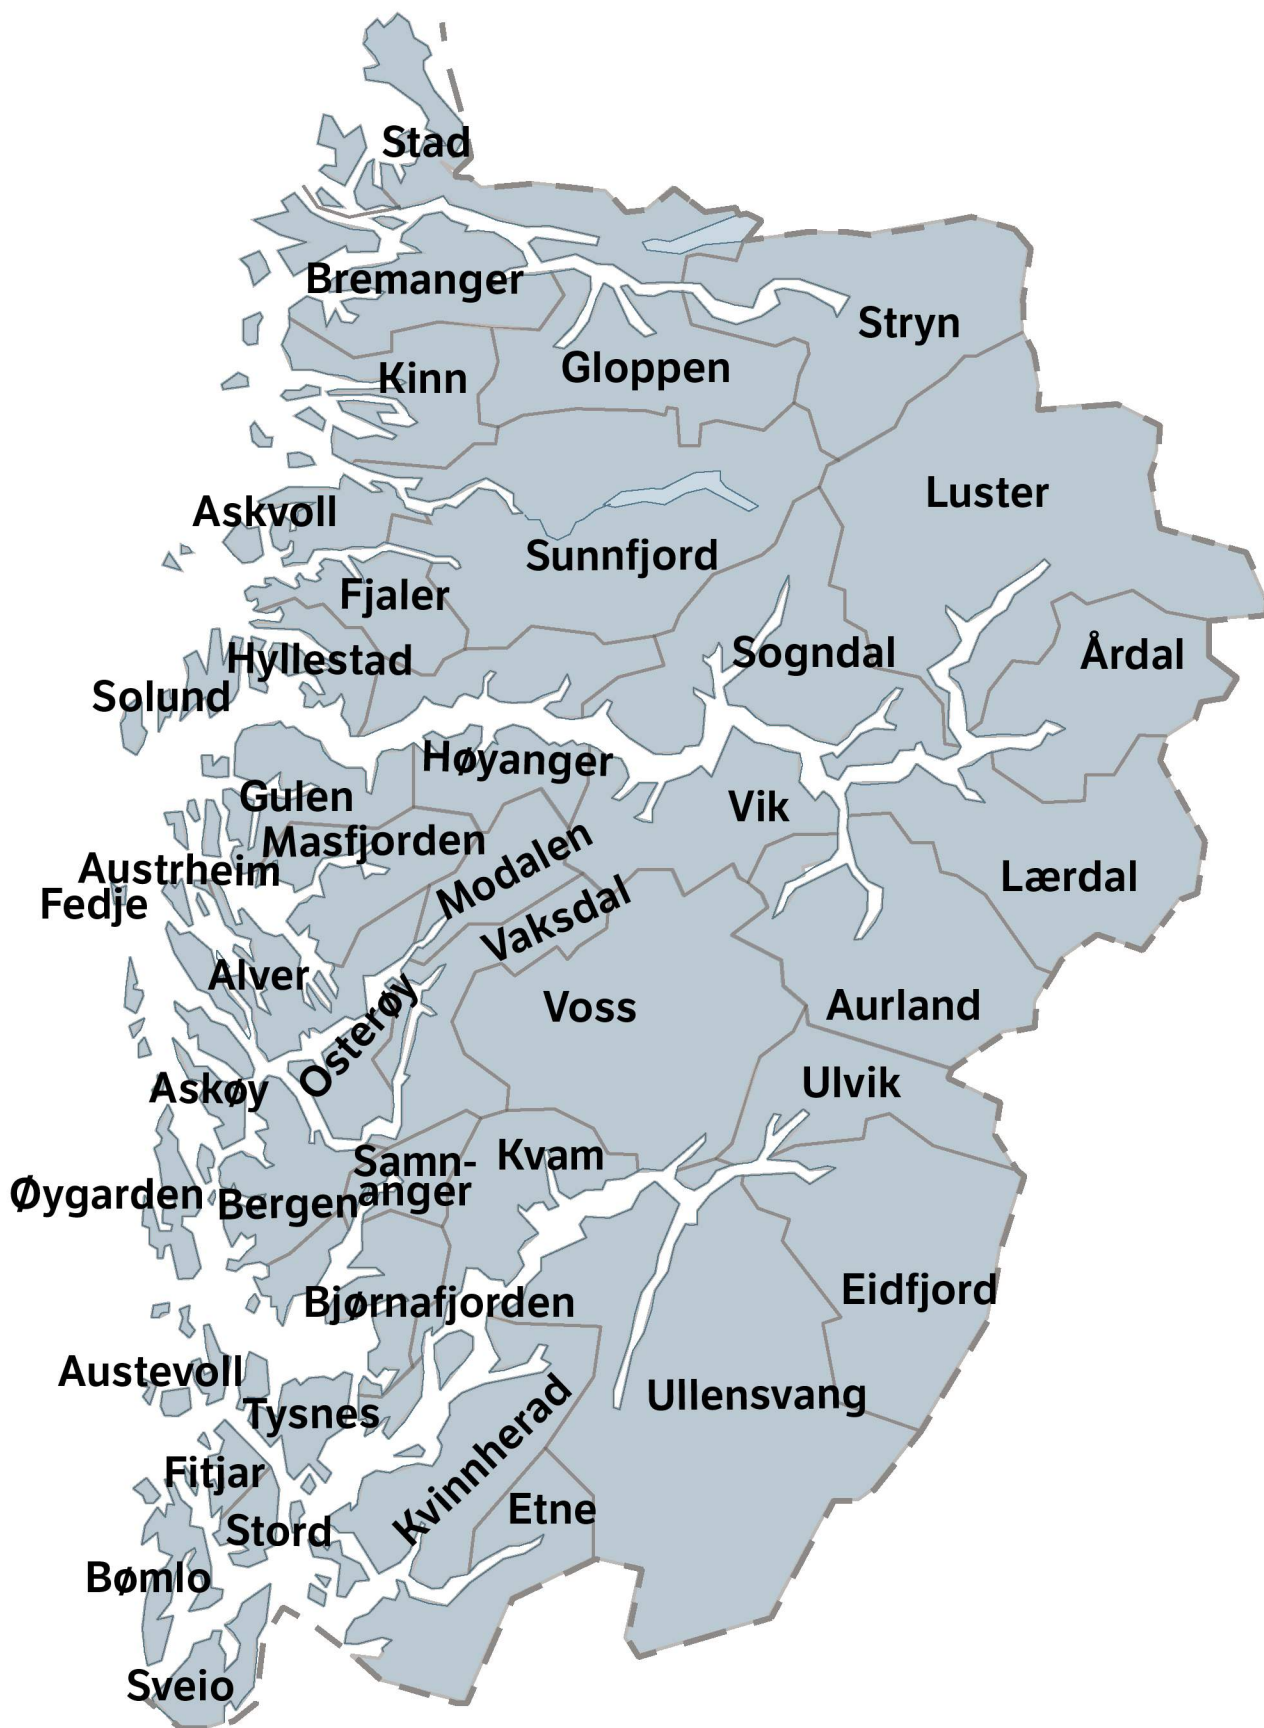 Stad
Bremanger
Stryn
Gloppen
Kinn
Luster
Askvoll
Sunnfjord
Fjaler
Sogndal
Årdal
Hyllestad
Solund
Høyanger
Gulen
Vik
Masfjorden
Modalen
Austrheim
Lærdal
Fedje
Vaksdal
Alver
Osterøy
Voss
Aurland
Askøy
Ulvik
Samn-
anger
Kvam
Øygarden
Bergen
Eidfjord
Bjørnafjorden
Austevoll
Tysnes
Ullensvang
Kvinnherad
Fitjar
Etne
Stord
Bømlo
Sveio